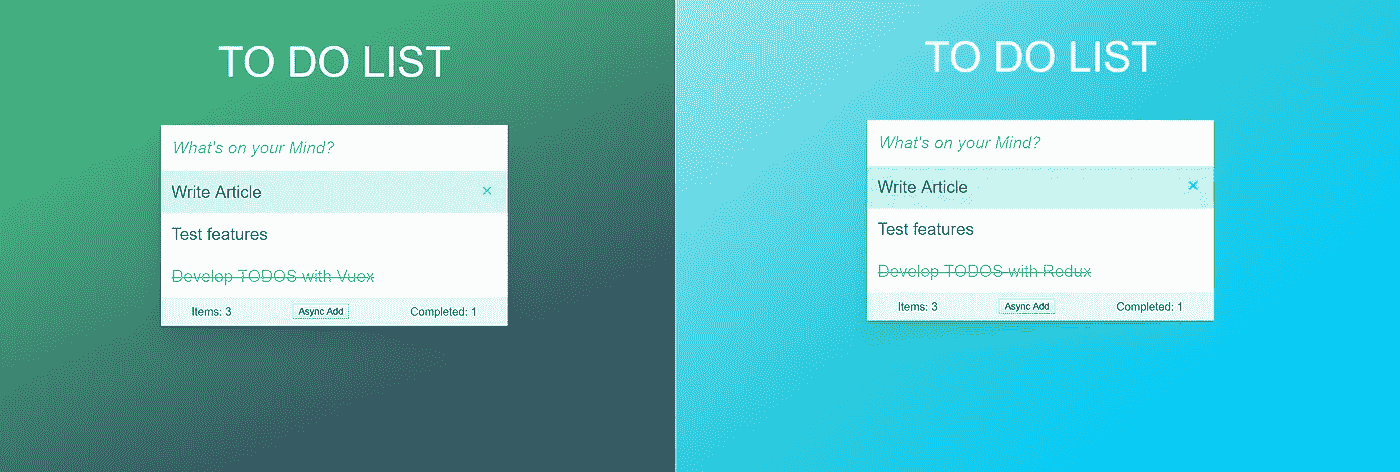 TO DO LIST
What's on your Mind?
Write Article ×
Test features
Develop TODOS with Vuex
Items: 3 Async Add Completed: 1
TO DO LIST
What's on your Mind?
Write Article ×
Test features
Develop TODOS with Redux
Items: 3 Async Add Completed: 1